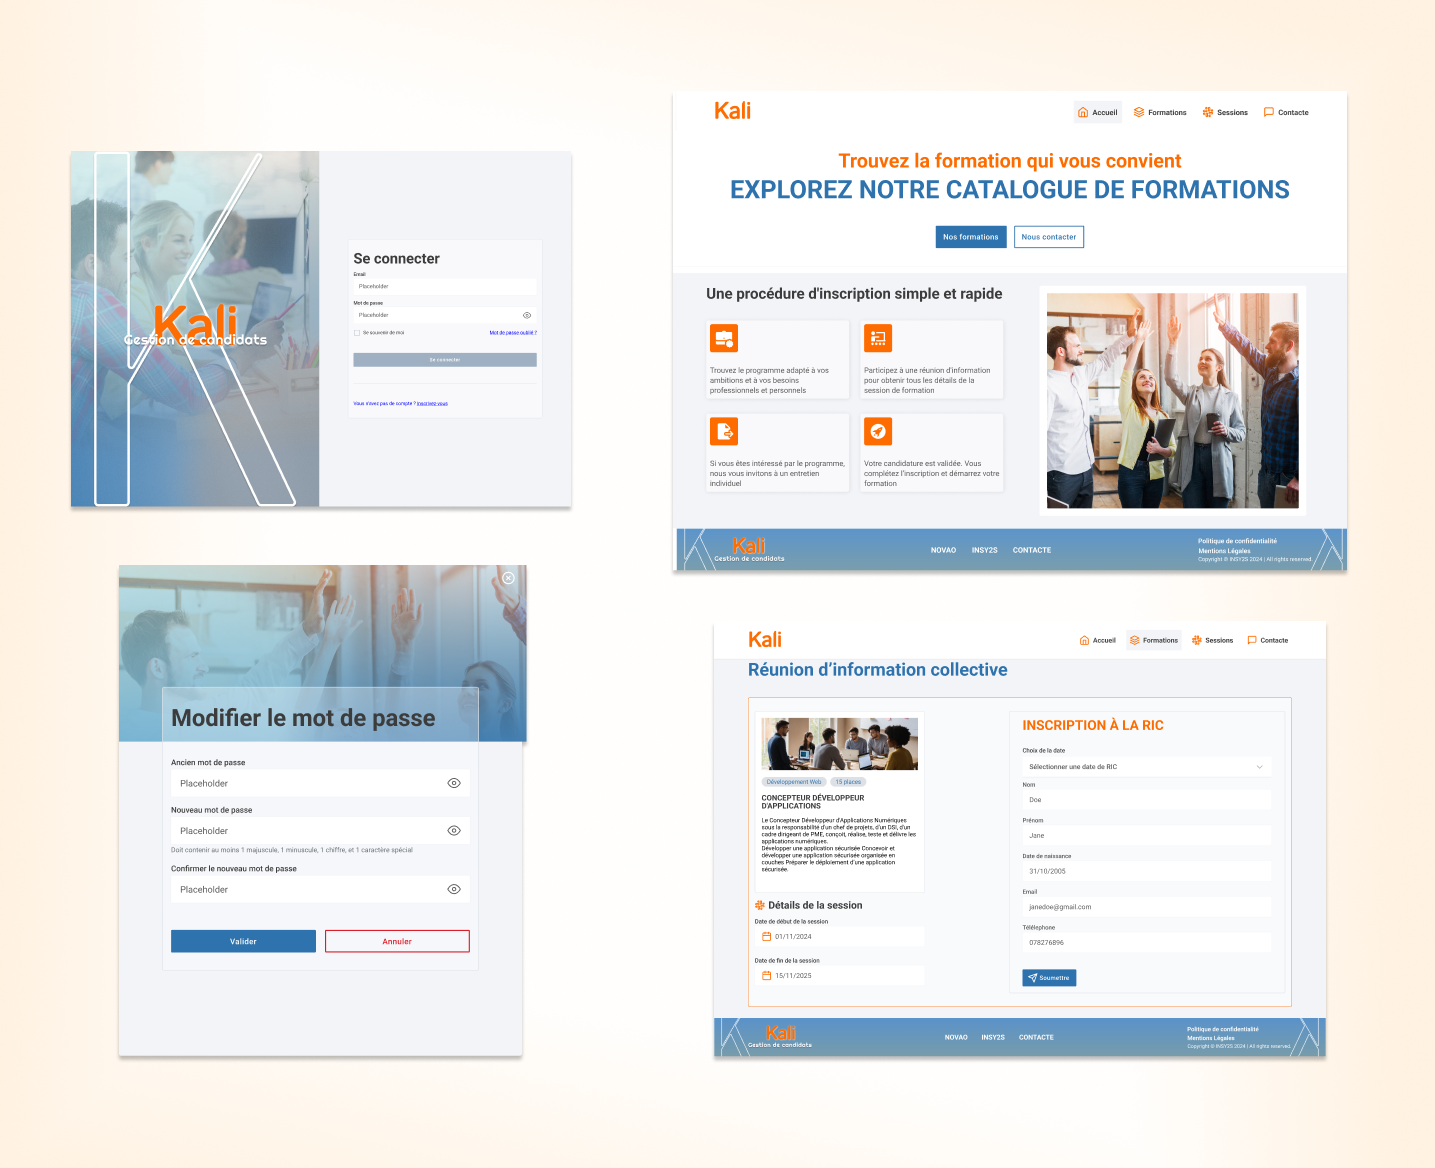 Kali
Gestion de candidats
Se connecter
Email
Placeholder
Mot de passe
Placeholder
Se souvenir de moi
Mot de passe oublié ?
Se connecter
Vous n'avez pas de compte ? Inscrivez-vous
Kali
Accueil
Formations
Sessions
Contacte
Trouvez la formation qui vous convient
EXPLOREZ NOTRE CATALOGUE DE FORMATIONS
Nos formations
Nous contacter
Une procédure d'inscription simple et rapide
Trouvez le programme adapté à vos
ambitions et à vos besoins
professionnels et personnels
Participez à une réunion d'information
pour obtenir tous les détails de la
session de formation
Si vous êtes intéressé par le programme,
nous vous invitons à un entretien
individuel
Votre candidature est validée. Vous
complétez l'inscription et démarrez votre
formation
Kali
Gestion de candidats
NOVAO
INSY2S
CONTACTE
Politique de confidentialité
Mentions Légales
Copyright © INSY2S 2024 | All rights reserved.
Modifier le mot de passe
Ancien mot de passe
Placeholder
Nouveau mot de passe
Placeholder
Doit contenir au moins 1 majuscule, 1 minuscule, 1 chiffre, et 1 caractère spécial
Confirmer le nouveau mot de passe
Placeholder
Valider
Annuler
Kali
Accueil
Formations
Sessions
Contacte
Réunion d'information collective
Développement Web
15 places
CONCEPTEUR DÉVELOPPEUR
D'APPLICATIONS
Le Concepteur Développeur d'Applications Numériques
sous la responsabilité d'un chef de projets, d'un DSI, d'un
cadre dirigeant de PME, conçoit, réalise, teste et délivre les
applications numériques.
Développer une application sécurisée Concevoir et
développer une application sécurisée organisée en
couches Préparer le déploiement d'une application
sécurisée.
Détails de la session
Date de début de la session
01/11/2024
Date de fin de la session
15/11/2025
INSCRIPTION À LA RIC
Choix de la date
Sélectionner une date de RIC
Nom
Doe
Prénom
Jane
Date de naissance
31/10/2005
Email
janedoe@gmail.com
Télélephone
078276896
Soumettre
Kali
Gestion de candidats
NOVAO
INSY2S
CONTACTE
Politique de confidentialité
Mentions Légales
Copyright © INSY2S 2024 | All rights reserved.